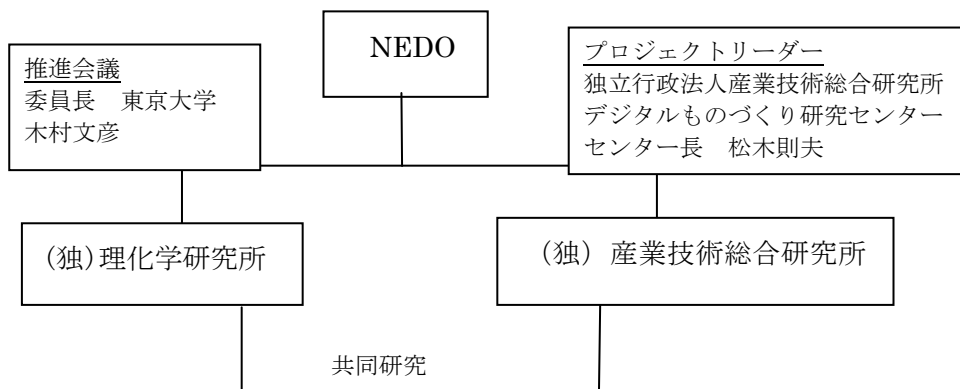 NEDO
推進会議
委員長　東京大学
木村文彦
プロジェクトリーダー
独立行政法人産業技術総合研究所
デジタルものづくり研究センター
センター長　松木則夫
（独）理化学研究所
（独）産業技術総合研究所
共同研究